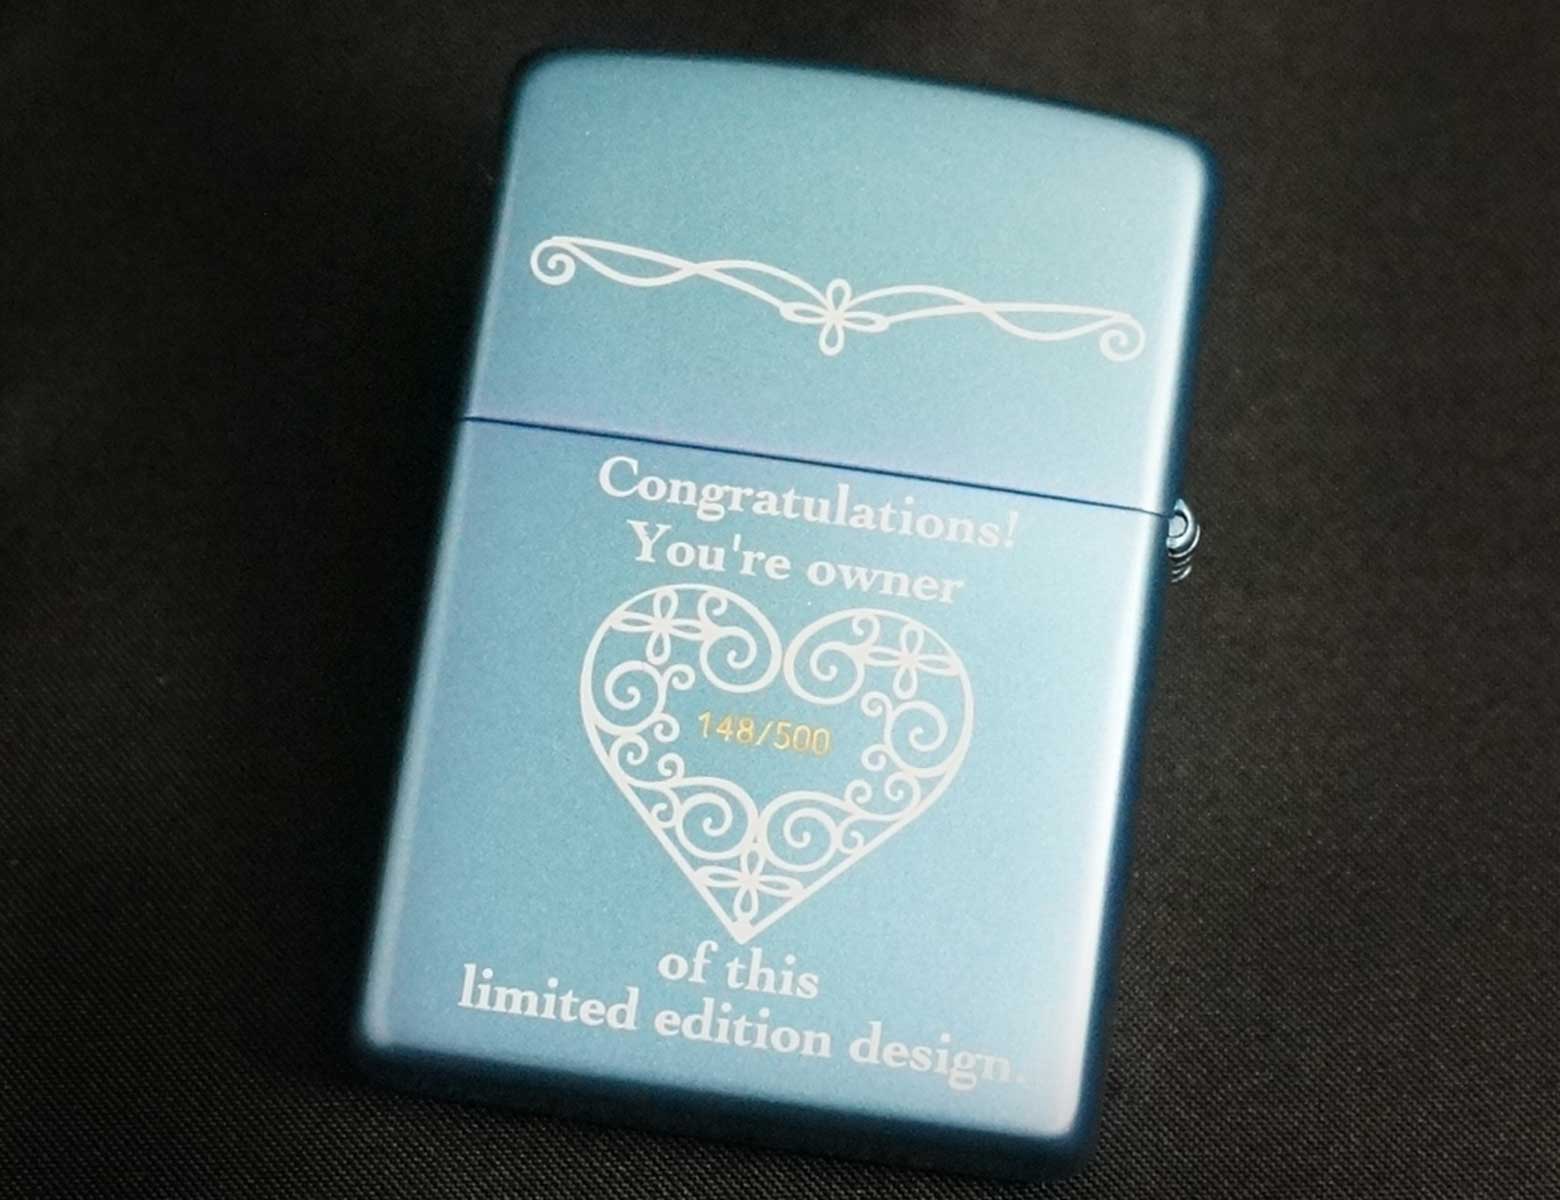 Congratulations!
You're owner
148/500
of this
limited edition design.